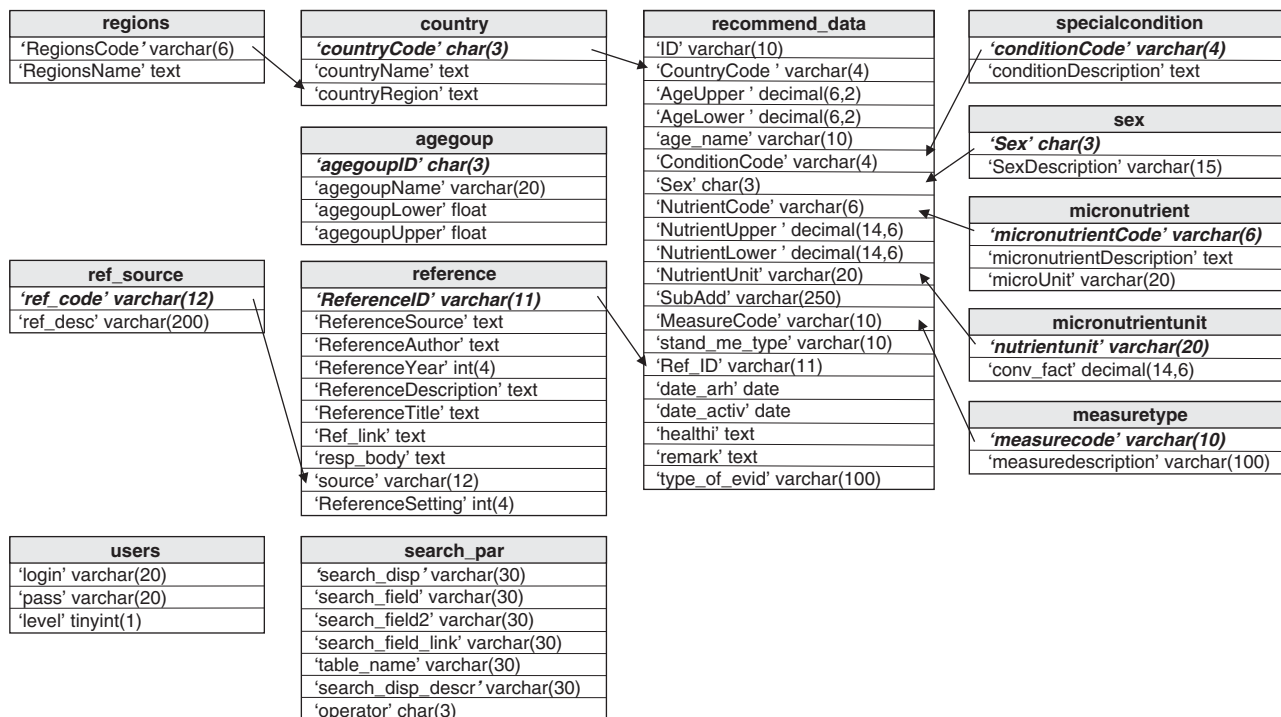 regions
‘RegionsCode’ varchar(6)
‘RegionsName’ text
country
‘countryCode’ char(3)
‘countryName’ text
‘countryRegion’ text
agegoup
‘agegoupID’ char(3)
‘agegoupName’ varchar(20)
‘agegoupLower’ float
‘agegoupUpper’ float
ref_source
‘ref_code’ varchar(12)
‘ref_desc’ varchar(200)
reference
‘ReferenceID’ varchar(11)
‘ReferenceSource’ text
‘ReferenceAuthor’ text
‘ReferenceYear’ int(4)
‘ReferenceDescription’ text
‘ReferenceTitle’ text
‘Ref_link’ text
‘resp_body’ text
‘source’ varchar(12)
‘ReferenceSetting’ int(4)
users
‘login’ varchar(20)
‘pass’ varchar(20)
‘level’ tinyint(1)
search_par
‘search_disp’ varchar(30)
‘search_field’ varchar(30)
‘search_field2’ varchar(30)
‘search_field_link’ varchar(30)
‘table_name’ varchar(30)
‘search_disp_descr’ varchar(30)
‘operator’ char(3)
recommend_data
‘ID’ varchar(10)
‘CountryCode ’ varchar(4)
‘AgeUpper ’ decimal(6,2)
‘AgeLower ’ decimal(6,2)
‘age_name’ varchar(10)
‘ConditionCode’ varchar(4)
‘Sex’ char(3)
‘NutrientCode’ varchar(6)
‘NutrientUpper ’ decimal(14,6)
‘NutrientLower ’ decimal(14,6)
‘NutrientUnit’ varchar(20)
‘SubAdd’ varchar(250)
‘MeasureCode’ varchar(10)
‘stand_me_type’ varchar(10)
‘Ref_ID’ varchar(11)
‘date_arh’ date
‘date_activ’ date
‘healthi’ text
‘remark’ text
‘type_of_evid’ varchar(100)
specialcondition
‘conditionCode’ varchar(4)
‘conditionDescription’ text
sex
‘Sex’ char(3)
‘SexDescription’ varchar(15)
micronutrient
‘micronutrientCode’ varchar(6)
‘micronutrientDescription’ text
‘microUnit’ varchar(20)
micronutrientunit
‘nutrientunit’ varchar(20)
‘conv_fact’ decimal(14,6)
measuretype
‘measurecode’ varchar(10)
‘measuredescription’ varchar(100)